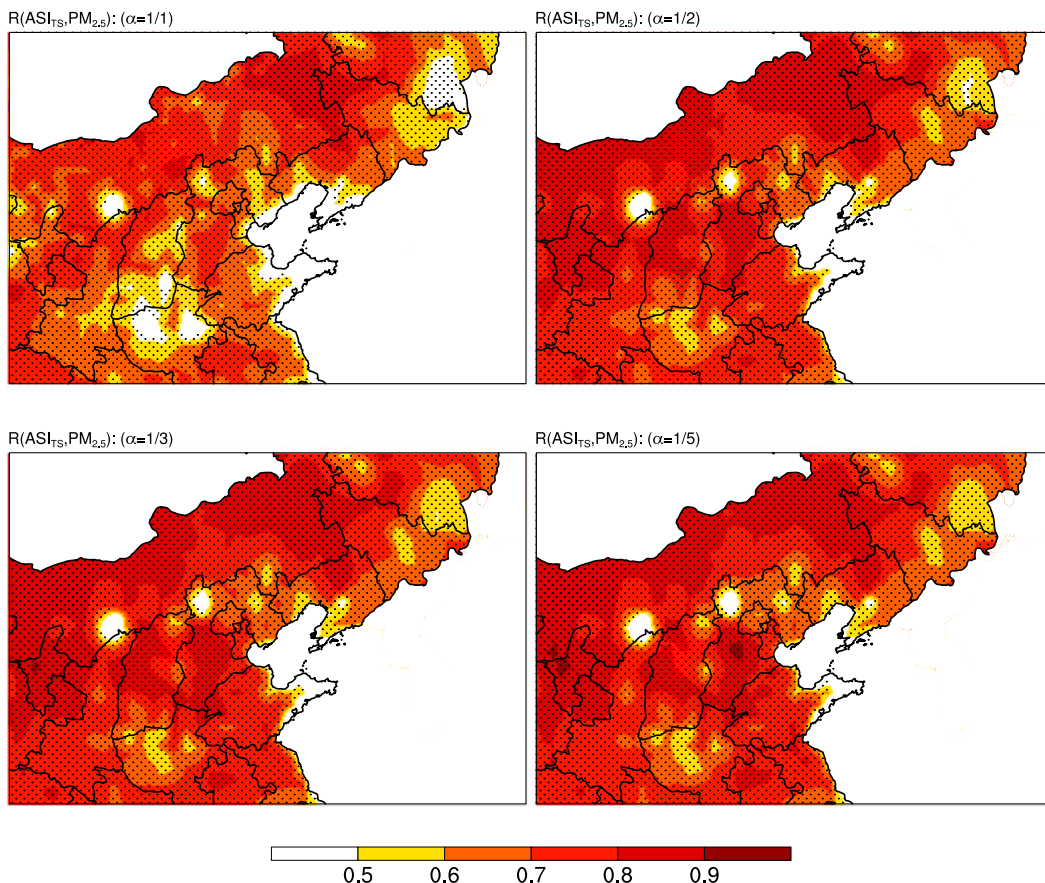 R(ASI_TS,PM_2.5): (α=1/1)
R(ASI_TS,PM_2.5): (α=1/2)
R(ASI_TS,PM_2.5): (α=1/3)
R(ASI_TS,PM_2.5): (α=1/5)
0.5 0.6 0.7 0.8 0.9